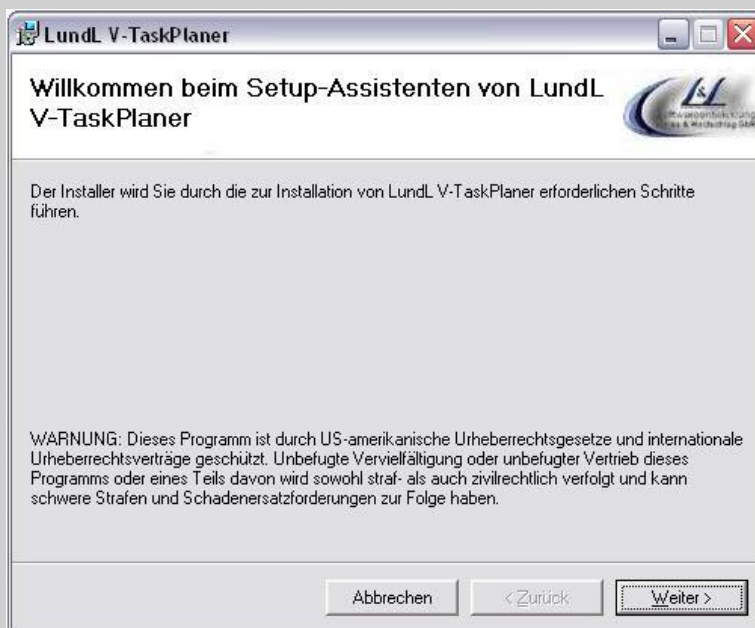 LundL V-TaskPlaner
Willkommen beim Setup-Assistenten von LundL
V-TaskPlaner
L&L
Der Installer wird Sie durch die zur Installation von LundL V-TaskPlaner erforderlichen Schritte
führen.
WARNUNG: Dieses Programm ist durch US-amerikanische Urheberrechtsgesetze und internationale
Urheberrechtsverträge geschützt. Unbefugte Vervielfältigung oder unbefugter Vertrieb dieses
Programms oder eines Teils davon wird sowohl straf- als auch zivilrechtlich verfolgt und kann
schwere Strafen und Schadenersatzforderungen zur Folge haben.
Abbrechen
< Zurück
Weiter >